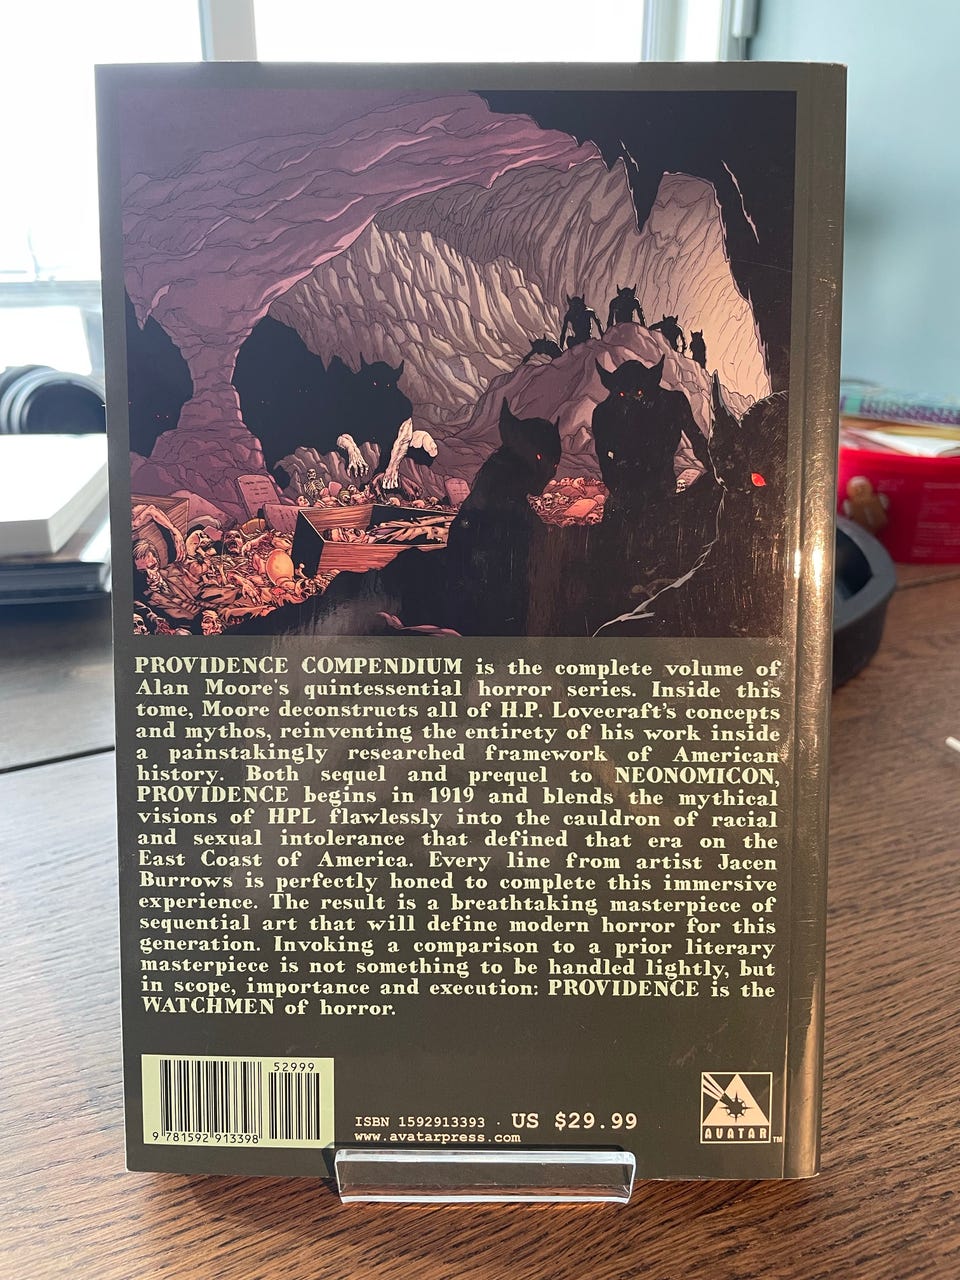 PROVIDENCE COMPENDIUM is the complete volume of
Alan Moore's quintessential horror series. Inside this
tome, Moore deconstructs all of H.P. Lovecraft's concepts
and mythos, reinventing the entirety of his work inside
a painstakingly researched framework of American
history. Both sequel and prequel to NEONOMICON,
PROVIDENCE begins in 1919 and blends the mythical
visions of HPL flawlessly into the cauldron of racial
and sexual intolerance that defined that era on the
East Coast of America. Every line from artist Jacen
Burrows is perfectly honed to complete this immersive
experience. The result is a breathtaking masterpiece of
sequential art that will define modern horror for this
generation. Invoking a comparison to a prior literary
masterpiece is not something to be handled lightly, but
in scope, importance and execution: PROVIDENCE is the
WATCHMEN of horror.
52999
9 781592 913398
ISBN 1592913393 · US $29.99
www.avatarpress.com
AVATAR TM